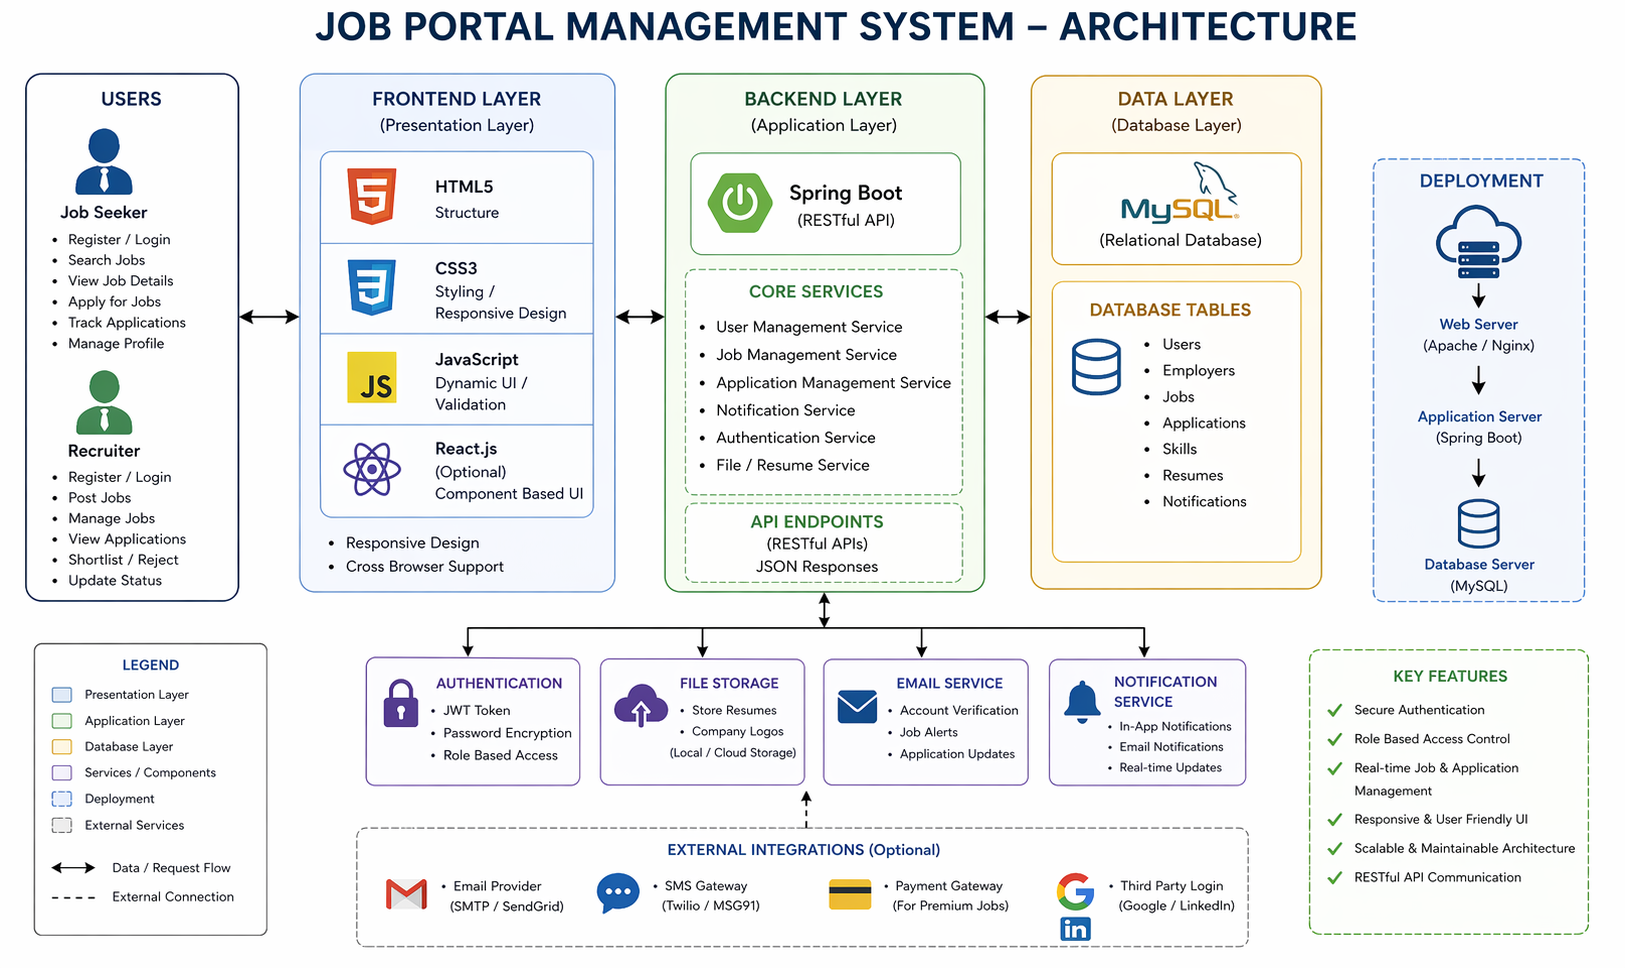 JOB PORTAL MANAGEMENT SYSTEM – ARCHITECTURE
USERS
Job Seeker
• Register / Login
• Search Jobs
• View Job Details
• Apply for Jobs
• Track Applications
• Manage Profile
Recruiter
• Register / Login
• Post Jobs
• Manage Jobs
• View Applications
• Shortlist / Reject
• Update Status
FRONTEND LAYER
(Presentation Layer)
5
HTML5
Structure
3
CSS3
Styling /
Responsive Design
JS
JavaScript
Dynamic UI /
Validation
React.js
(Optional)
Component Based UI
• Responsive Design
• Cross Browser Support
BACKEND LAYER
(Application Layer)
Spring Boot
(RESTful API)
CORE SERVICES
• User Management Service
• Job Management Service
• Application Management Service
• Notification Service
• Authentication Service
• File / Resume Service
API ENDPOINTS
(RESTful APIs)
JSON Responses
DATA LAYER
(Database Layer)
MySQL®
(Relational Database)
DATABASE TABLES
• Users
• Employers
• Jobs
• Applications
• Skills
• Resumes
• Notifications
DEPLOYMENT
Web Server
(Apache / Nginx)
Application Server
(Spring Boot)
Database Server
(MySQL)
LEGEND
Presentation Layer
Application Layer
Database Layer
Services / Components
Deployment
External Services
Data / Request Flow
External Connection
AUTHENTICATION
• JWT Token
• Password Encryption
• Role Based Access
FILE STORAGE
• Store Resumes
• Company Logos
(Local / Cloud Storage)
EMAIL SERVICE
• Account Verification
• Job Alerts
• Application Updates
NOTIFICATION
SERVICE
• In-App Notifications
• Email Notifications
• Real-time Updates
EXTERNAL INTEGRATIONS (Optional)
• Email Provider
(SMTP / SendGrid)
• SMS Gateway
(Twilio / MSG91)
• Payment Gateway
(For Premium Jobs)
G
in
• Third Party Login
(Google / LinkedIn)
KEY FEATURES
Secure Authentication
Role Based Access Control
Real-time Job & Application
Management
Responsive & User Friendly UI
Scalable & Maintainable Architecture
RESTful API Communication